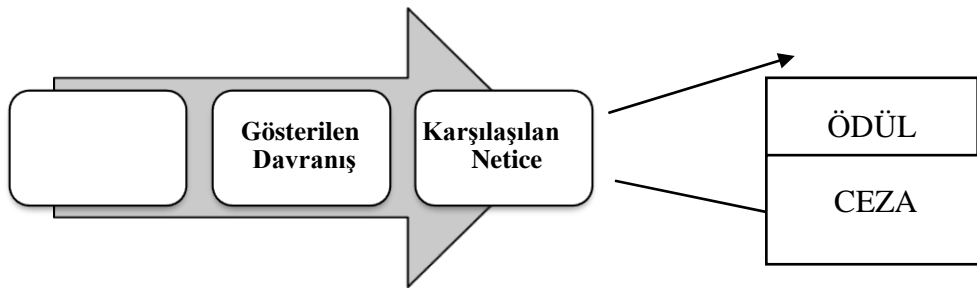 Gösterilen
Davranış
Karşılaşılan
Netice
ÖDÜL
CEZA